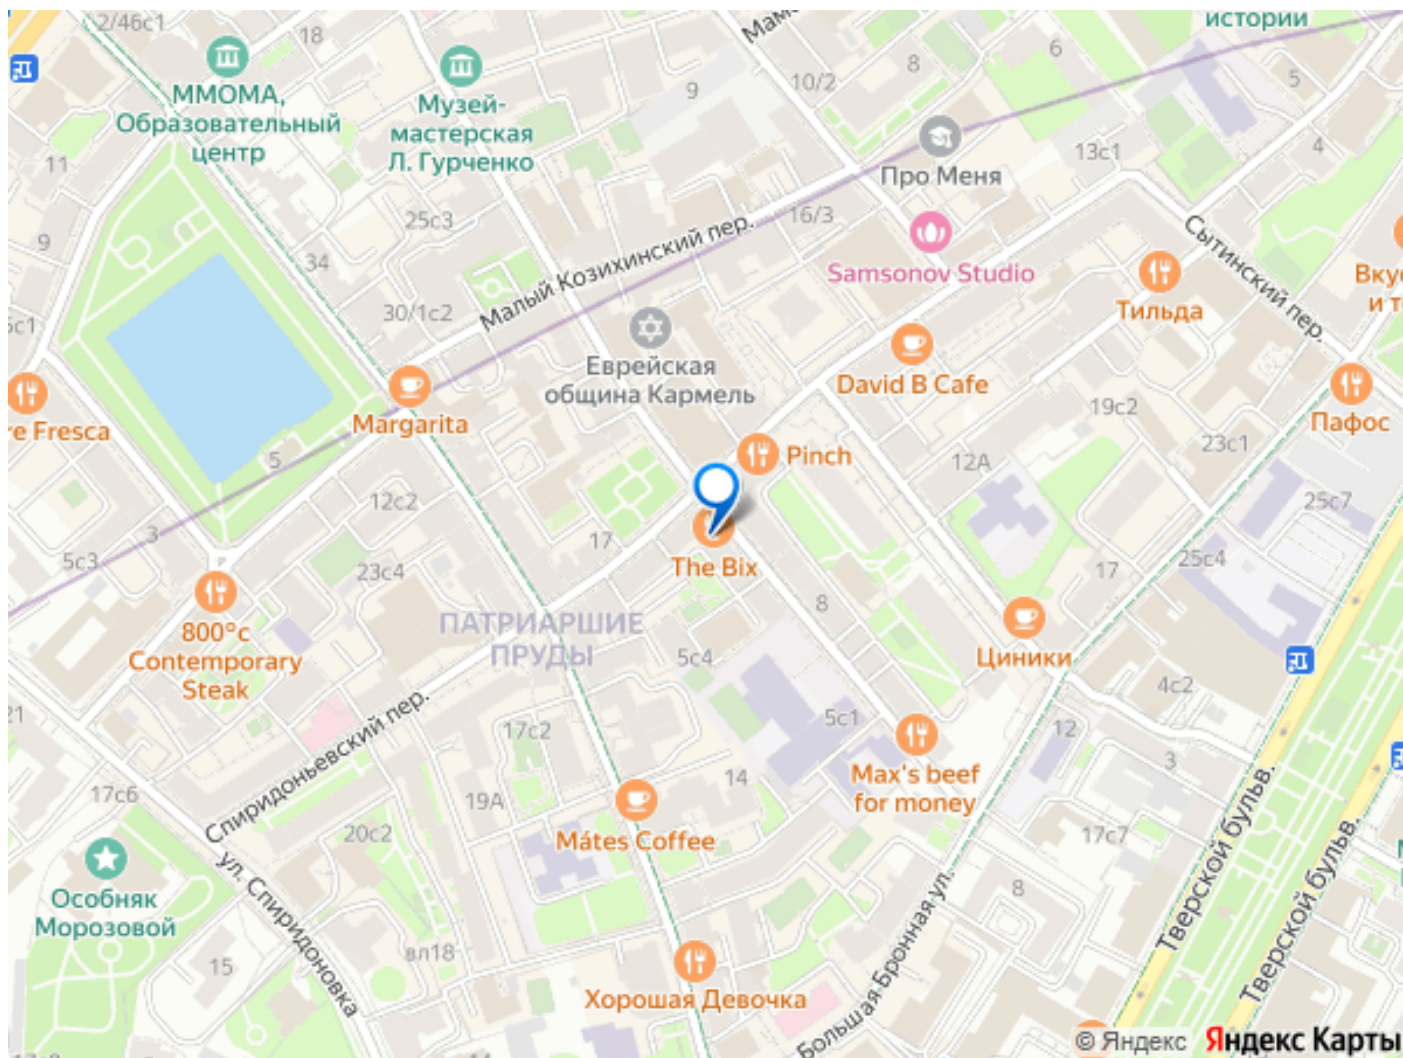 2/46с1
18
ММОМА,
Образовательный
центр
Музей-
мастерская
Л. Гурченко
9
10/2
8
6
истории
5
4
13с1
Про Меня
11
25с3
16/3
Samsonov Studio
Сытинский пер.
9
34
Малый Козихинский пер.
30/1с2
Еврейская
община Кармель
David B Cafe
Тильда
Margarita
5
Pinch
12А
19с2
23с1
Пафос
12с2
3
5с3
17
23с4
The Bix
25с7
25с4
17
8
ПАТРИАРШИЕ
ПРУДЫ
800°с
Contemporary
Steak
5с4
Циники
4с2
21
Спиридоньевский пер.
17с2
5с1
12
3
Max's beef
for money
14
17с6
19А
20с2
Mátes Coffee
17с7
8
Тверской бульв.
Тверской бульв.
Особняк
Морозовой
ул. Спиридоновка
15
вл18
Хорошая Девочка
Большая Бронная ул.
© Яндекс Яндекс Карты